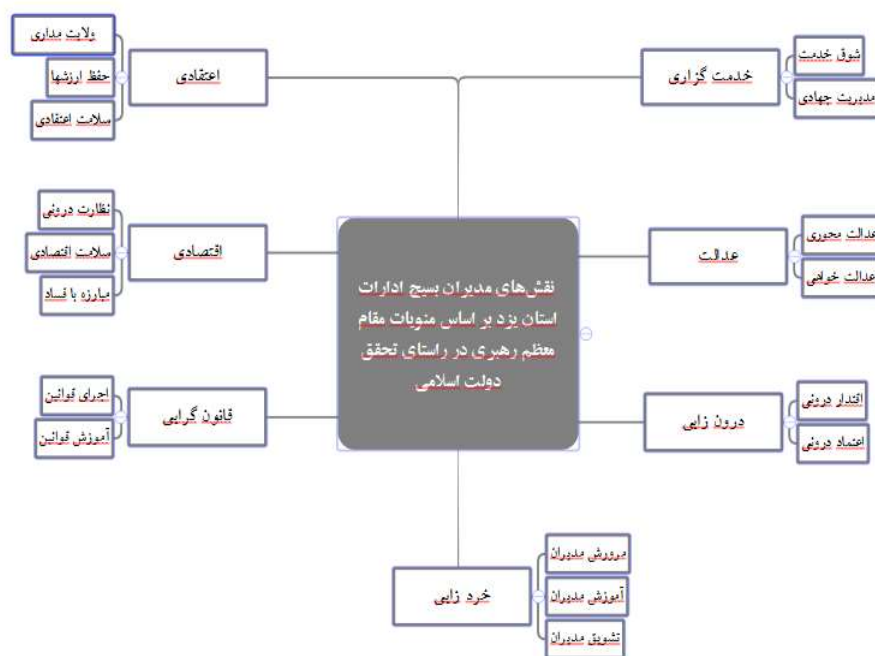 خدمت گزاری
شوق خدمت
مدیریت جهادی
عدالت
عدالت محوری
عدالت خواهی
درون زایی
اقتدار درونی
اعتماد درونی
نقش‌های مدیران بسیج ادارات
استان یزد بر اساس منویات مقام
معظم رهبری در راستای تحقق
دولت اسلامی
اعتقادی
ولایت مداری
حفظ ارزشها
سلامت اعتقادی
اقتصادی
نظارت درونی
سلامت اقتصادی
مبارزه با فساد
قانون گرایی
اجرای قوانین
آموزش قوانین
خرد زایی
مرورش مدیران
آموزش مدیران
تشویق مدیران